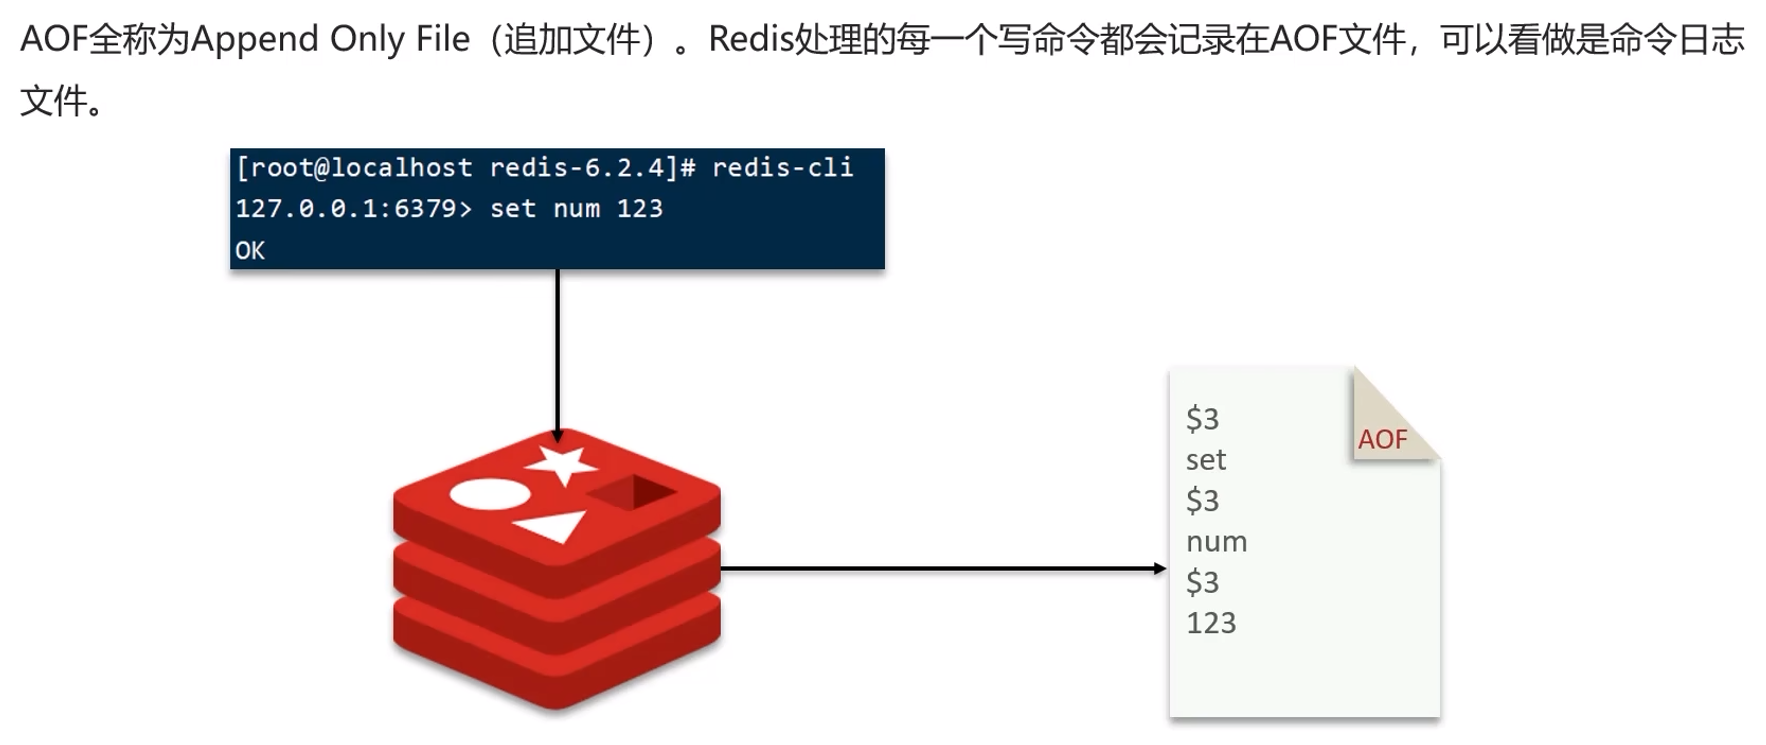 AOF全称为Append Only File（追加文件）。Redis处理的每一个写命令都会记录在AOF文件，可以看做是命令日志
文件。
[root@localhost redis-6.2.4]# redis-cli
127.0.0.1:6379> set num 123
OK
AOF
$3
set
$3
num
$3
123